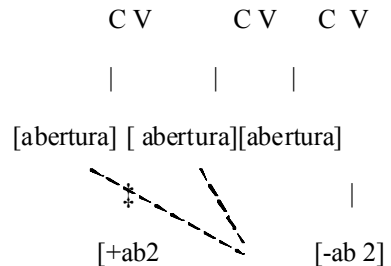 C V C V C V
| | |
[abertura] [ abertura][abertura]
‡ |
[+ab2 [-ab 2]